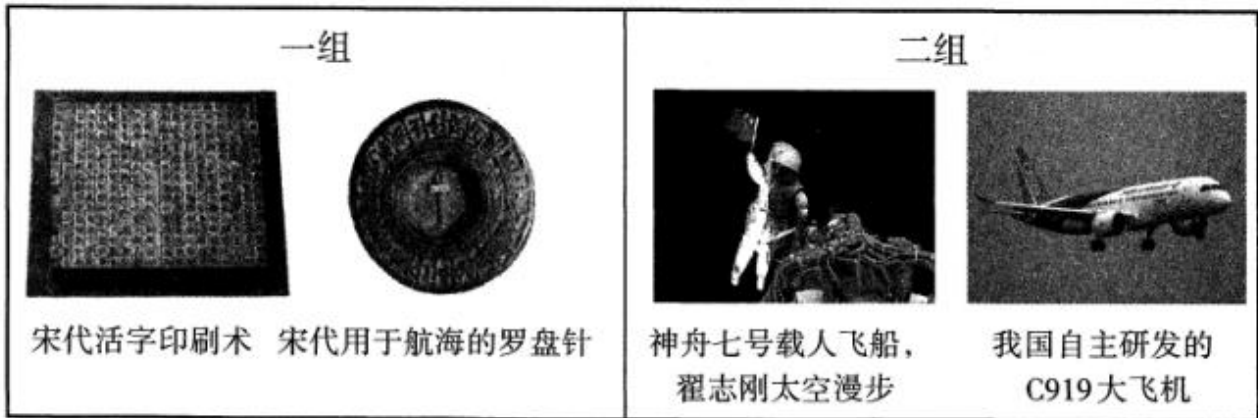 一组
宋代活字印刷术
宋代用于航海的罗盘针
二组
神舟七号载人飞船，
翟志刚太空漫步
我国自主研发的
C919大飞机